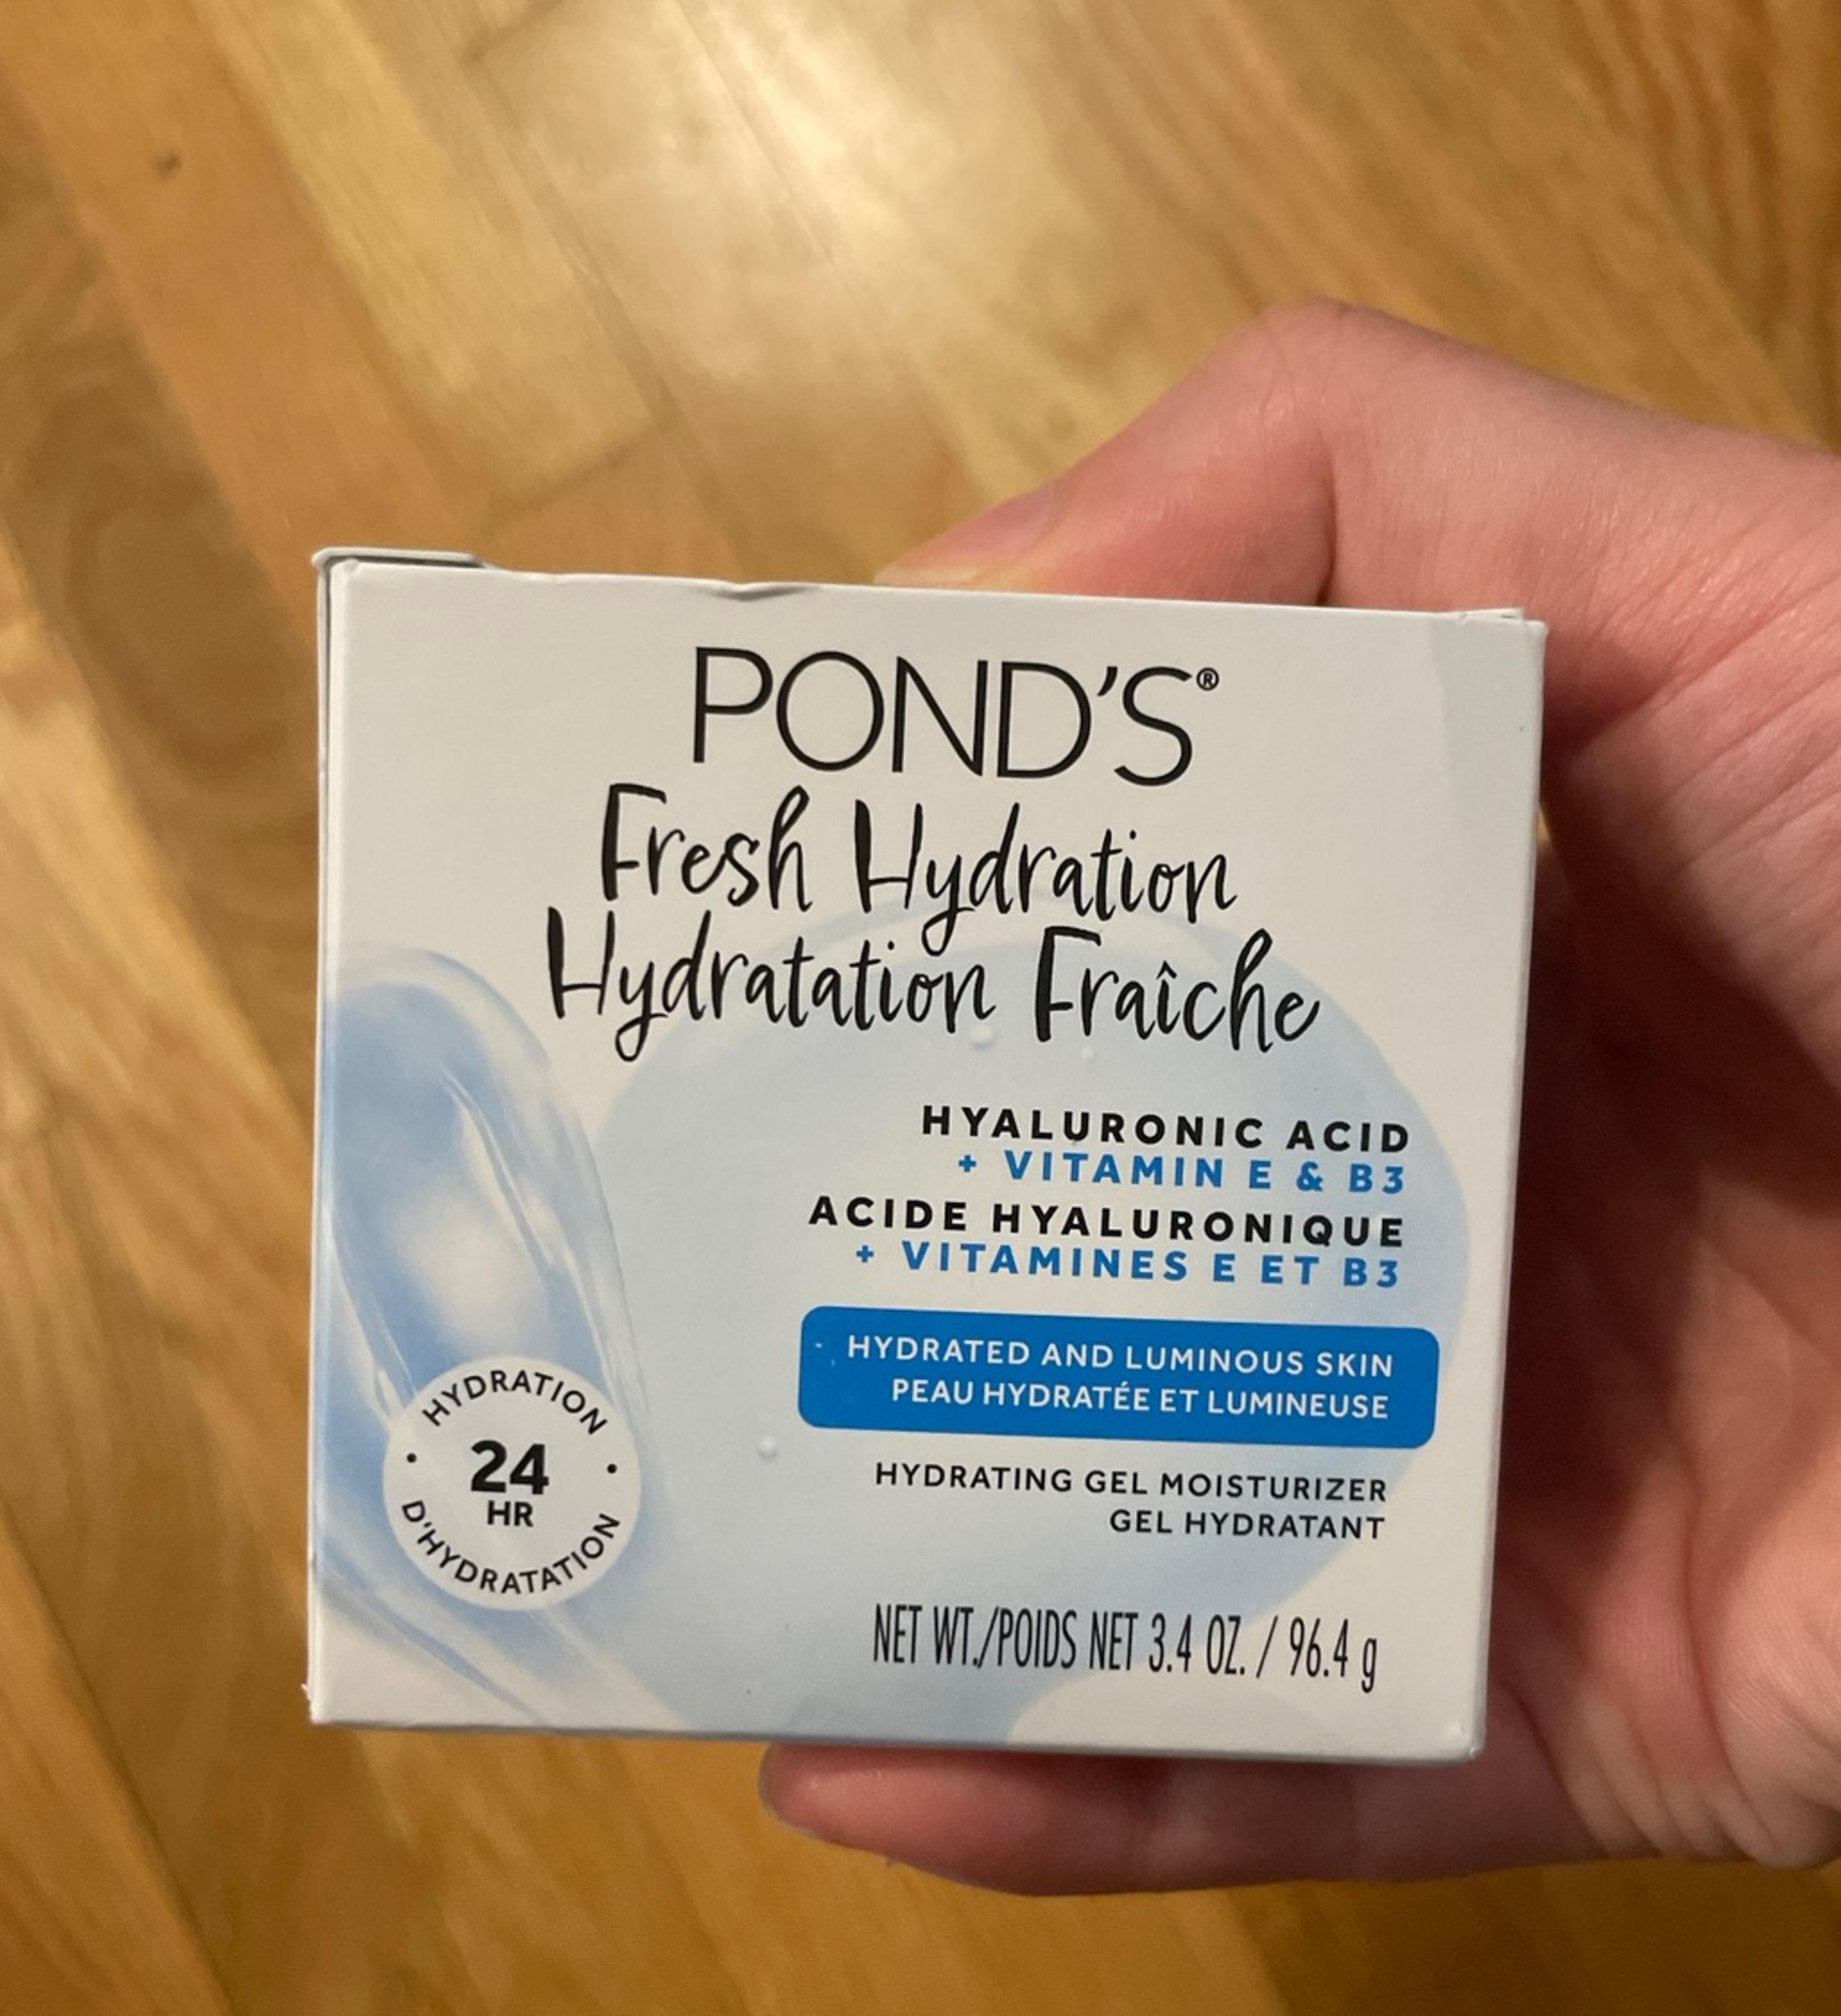 POND'S®
Fresh Hydration
Hydratation Fraîche
HYALURONIC ACID
+ VITAMIN E & B3
ACIDE HYALURONIQUE
+ VITAMINES E ET B3
HYDRATED AND LUMINOUS SKIN
PEAU HYDRATÉE ET LUMINEUSE
HYDRATION
24
HR
D'HYDRATATION
HYDRATING GEL MOISTURIZER
GEL HYDRATANT
NET WT./POIDS NET 3.4 OZ. / 96.4 g